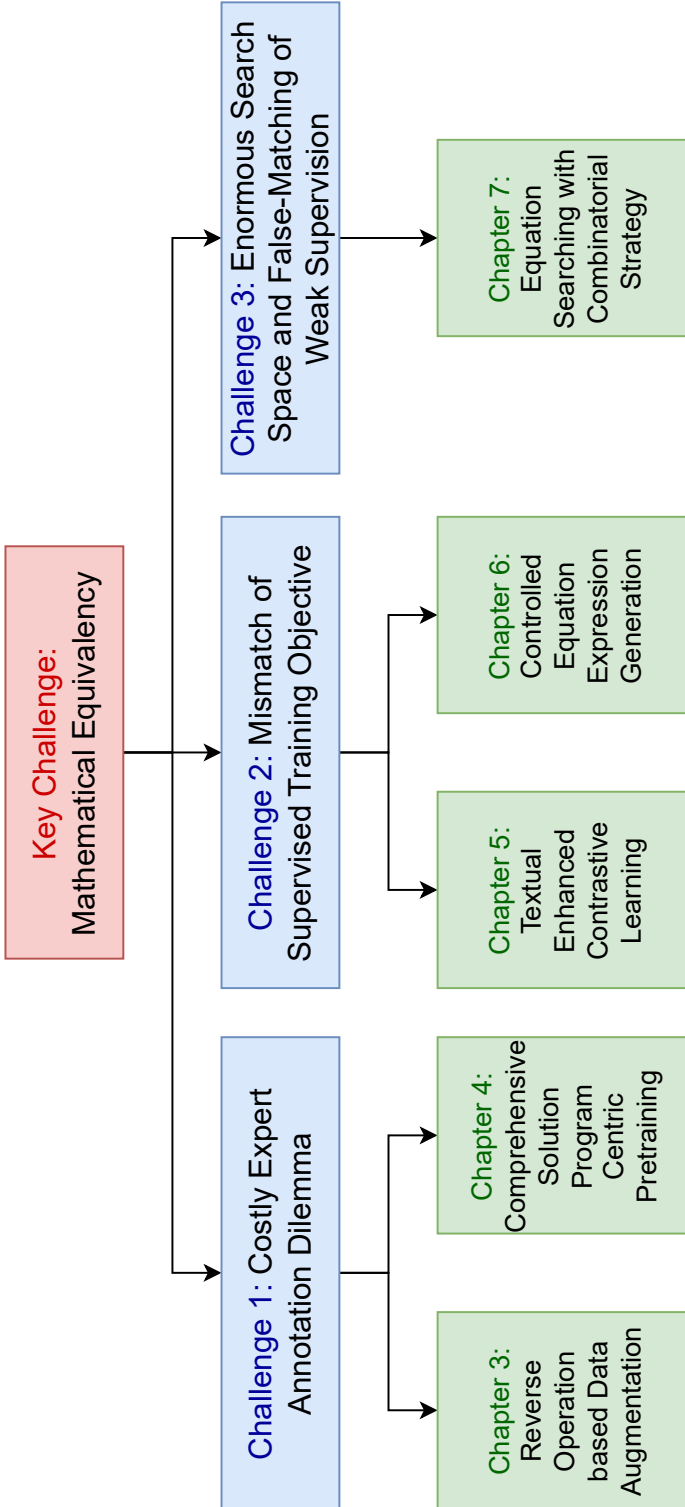 Key Challenge:
Mathematical Equivalency
Challenge 1: Costly Expert
Annotation Dilemma
Challenge 2: Mismatch of
Supervised Training Objective
Challenge 3: Enormous Search
Space and False-Matching of
Weak Supervision
Chapter 3:
Reverse
Operation
based Data
Augmentation
Chapter 4:
Comprehensive
Solution
Program
Centric
Pretraining
Chapter 5:
Textual
Enhanced
Contrastive
Learning
Chapter 6:
Controlled
Equation
Expression
Generation
Chapter 7:
Equation
Searching with
Combinatorial
Strategy